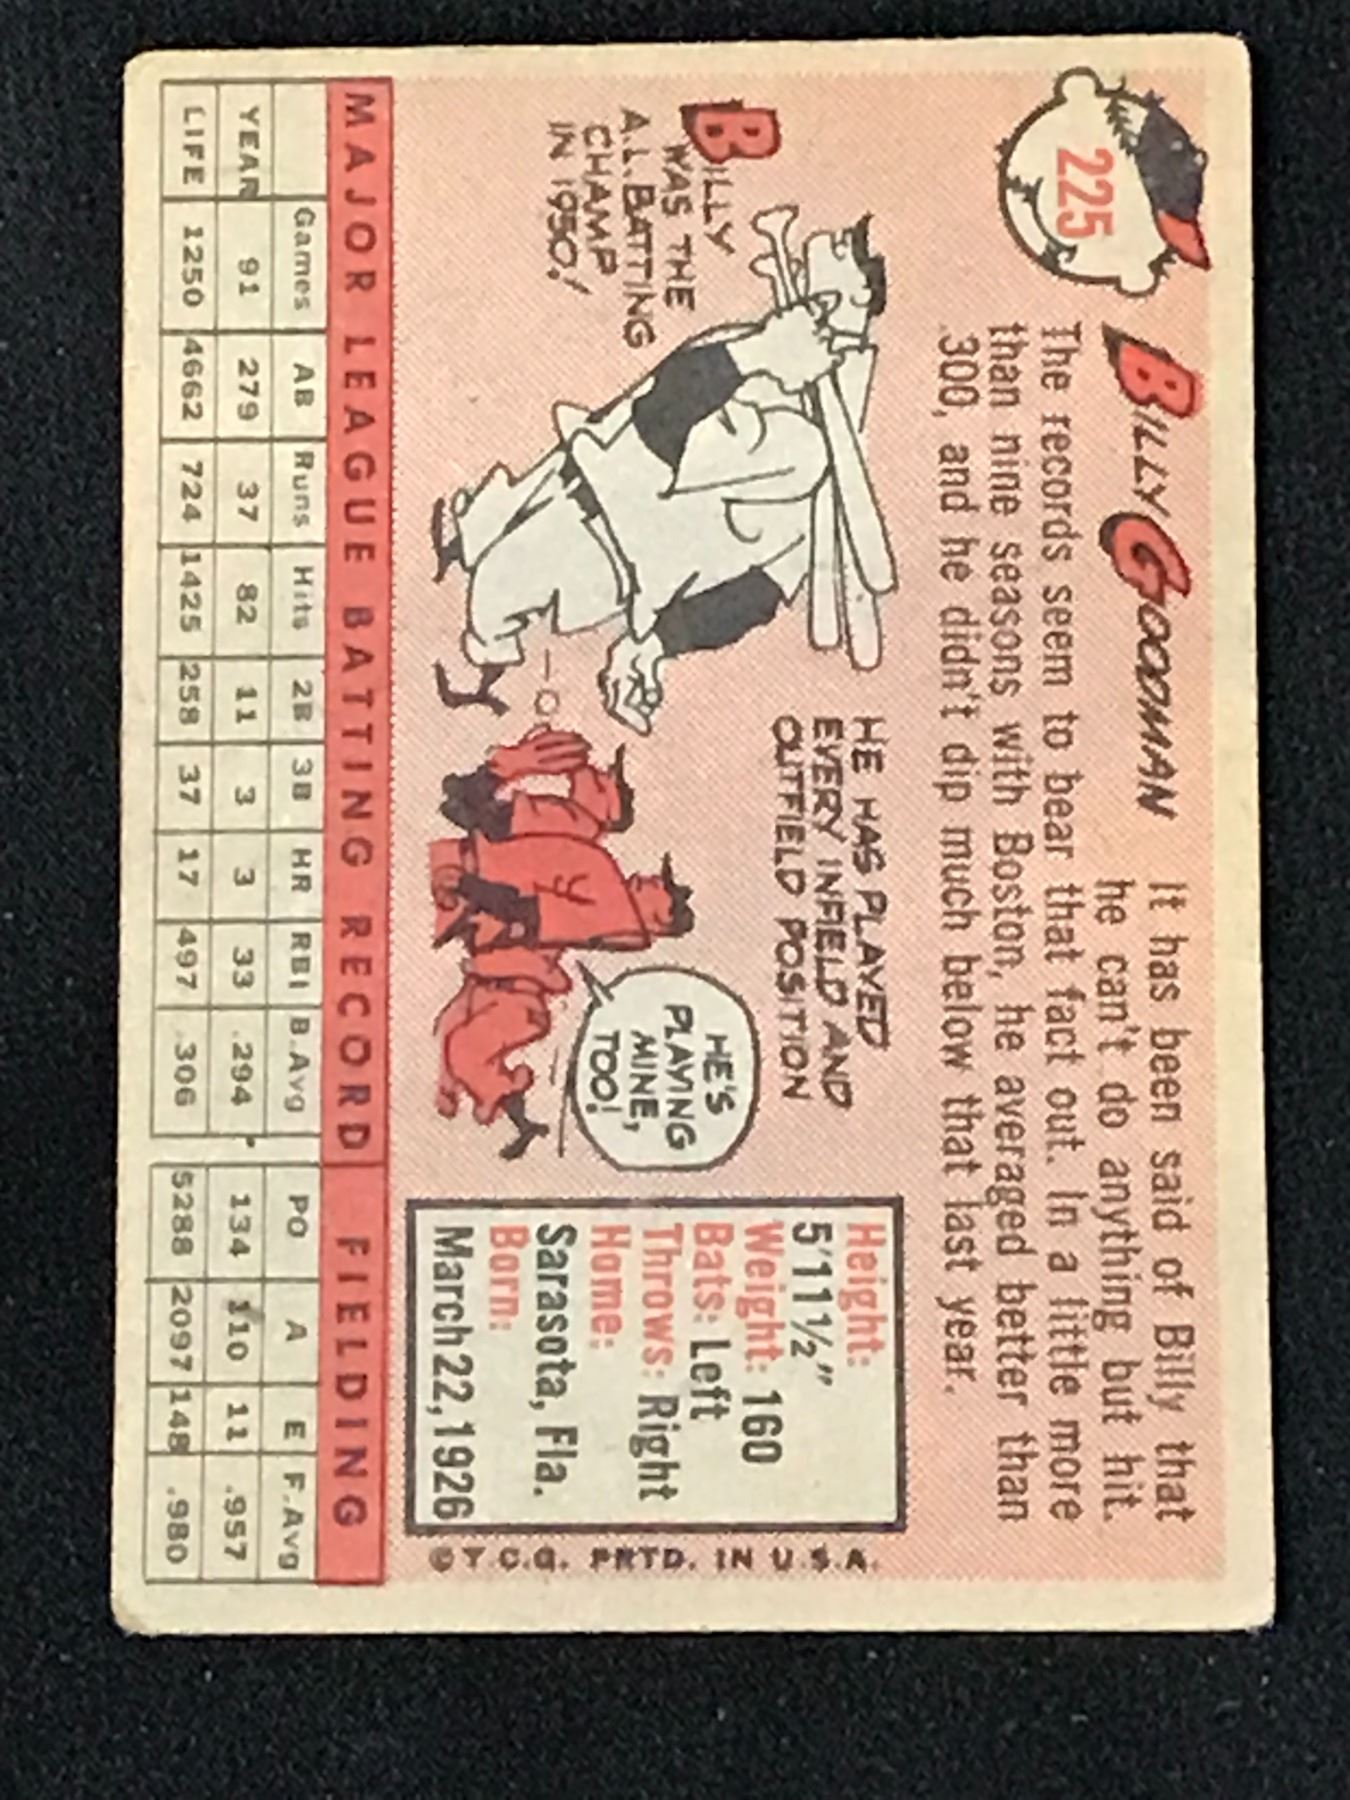 225
BILLY GOODMAN It has been said of Billy that
he can't do anything but hit.
The records seem to bear that fact out. In a little more
than nine seasons with Boston, he averaged better than
.300, and he didn't dip much below that last year.
BILLY
WAS THE
A.L. BATTING
CHAMP
IN 1950!
HE HAS PLAYED
EVERY INFIELD AND
OUTFIELD POSITION
HE'S
PLAYING
MINE,
TOO!
Height:
5'11½"
Weight: 160
Bats: Left
Throws: Right
Home:
Sarasota, Fla.
Born:
March 22, 1926
© T.C.G. PRTD. IN U.S.A.
MAJOR LEAGUE BATTING RECORD FIELDING
Games AB Runs Hits 2B 3B HR RBI B.Avg PO A E F.Avg
YEAR 91 279 37 82 11 3 3 33 .294 134 110 11 .957
LIFE 1250 4662 724 1425 258 37 17 497 .306 5288 2097 148 .980